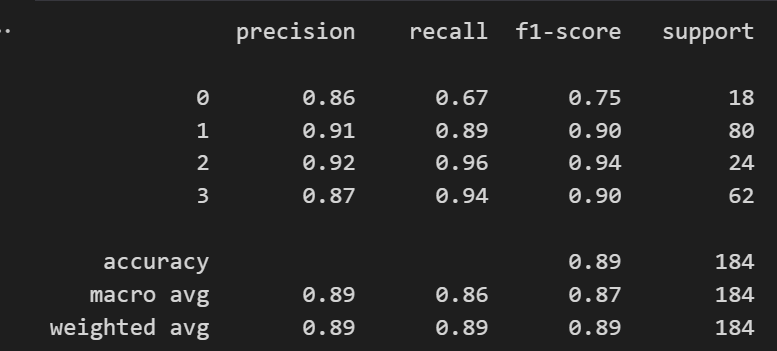 precision recall f1-score support
0 0.86 0.67 0.75 18
1 0.91 0.89 0.90 80
2 0.92 0.96 0.94 24
3 0.87 0.94 0.90 62
accuracy 0.89 184
macro avg 0.89 0.86 0.87 184
weighted avg 0.89 0.89 0.89 184